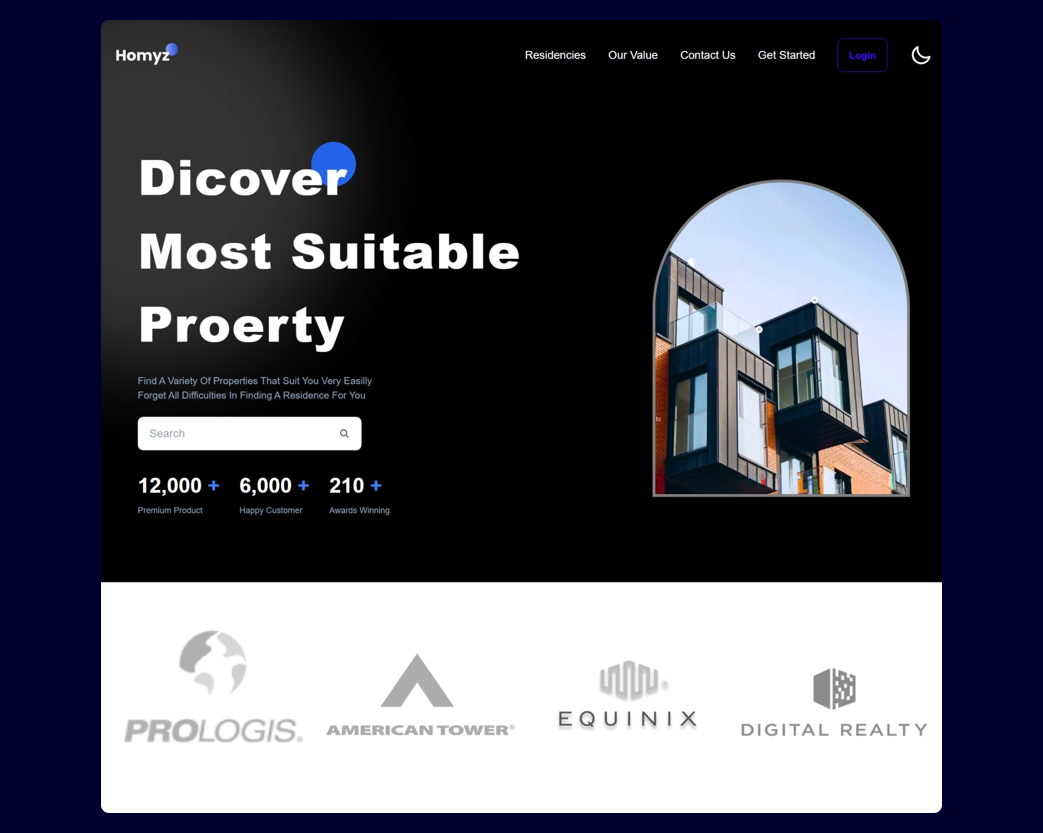 Homyz
Residencies
Our Value
Contact Us
Get Started
Login
Dicover
Most Suitable
Proerty
Find A Variety Of Properties That Suit You Very Easilly
Forget All Difficulties In Finding A Residence For You
Search
12,000 +
6,000 +
210 +
Premium Product
Happy Customer
Awards Winning
to
PROLOGIS®
AMERICAN TOWER®
EQUINIX
DIGITAL REALTY